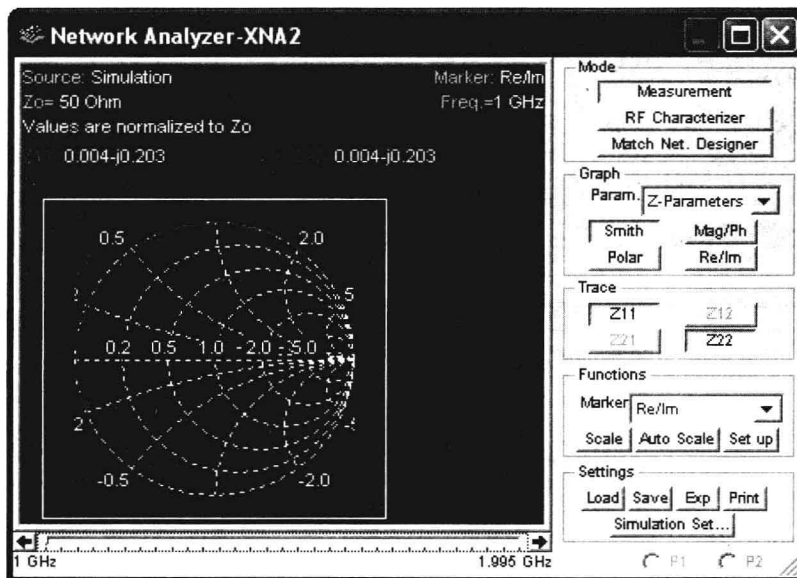 Network Analyzer-XNA2
Source: Simulation Marker: Re/Im
Zo= 50 Ohm Freq.=1 GHz
Values are normalized to Zo
0.004-j0.203 0.004-j0.203
0.5 2.0
5
0.2 0.5 1.0 2.0 5.0
2
-0.5 -2.0
1 GHz 1.995 GHz
Mode
Measurement
RF Characterizer
Match Net. Designer
Graph
Param. Z-Parameters
Smith Mag/Ph
Polar Re/Im
Trace
Z11 Z12
Z21 Z22
Functions
Marker Re/Im
Scale Auto Scale Set up
Settings
Load Save Exp Print
Simulation Set...
P1 P2